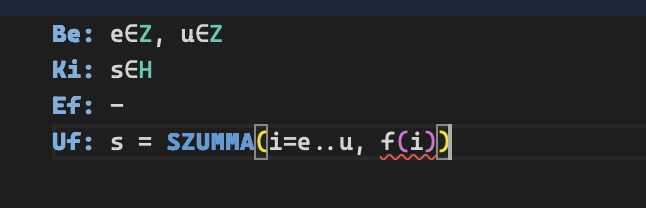 Be: e∈Z, u∈Z
Ki: s∈H
Ef: -
Uf: s = SZUMMA(i=e..u, f(i))